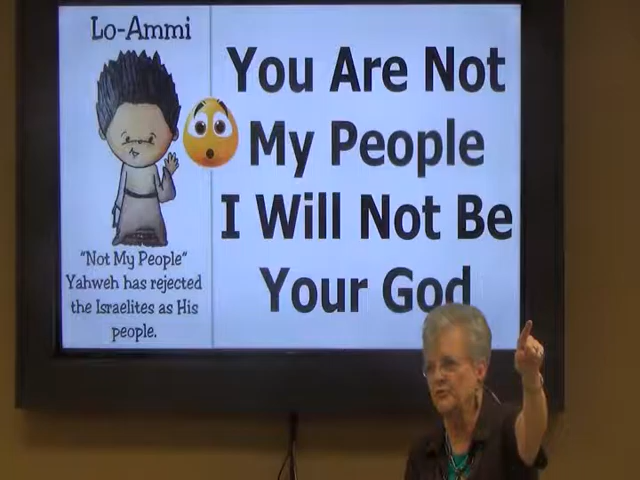 Lo-Ammi
"Not My People"
Yahweh has rejected
the Israelites as His
people.
You Are Not
My People
I Will Not Be
Your God